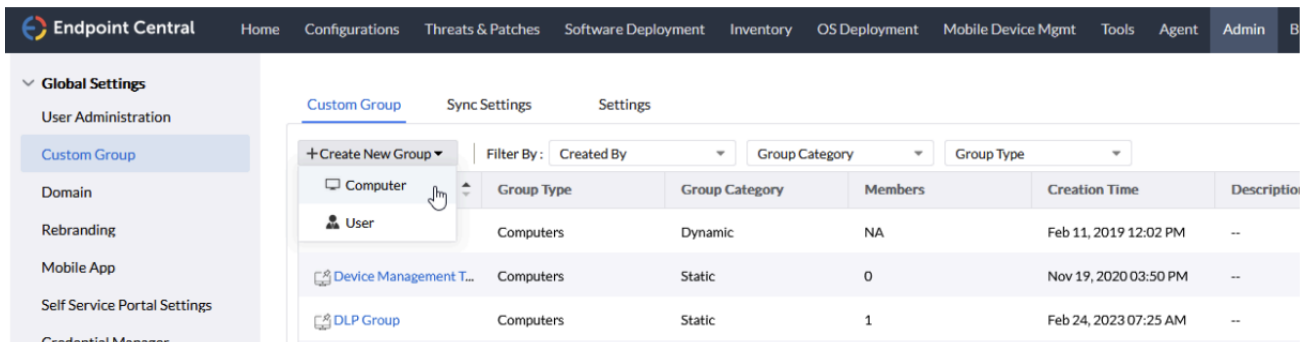 Endpoint Central Home Configurations Threats & Patches Software Deployment Inventory OS Deployment Mobile Device Mgmt Tools Agent Admin B
Global Settings
User Administration
Custom Group
Domain
Rebranding
Mobile App
Self Service Portal Settings
Credential Manager
Custom Group Sync Settings Settings
+Create New Group Filter By : Created By Group Category Group Type
Computer
User
Group Type Group Category Members Creation Time Descriptio
Computers Dynamic NA Feb 11, 2019 12:02 PM --
Device Management T... Computers Static 0 Nov 19, 2020 03:50 PM --
DLP Group Computers Static 1 Feb 24, 2023 07:25 AM --